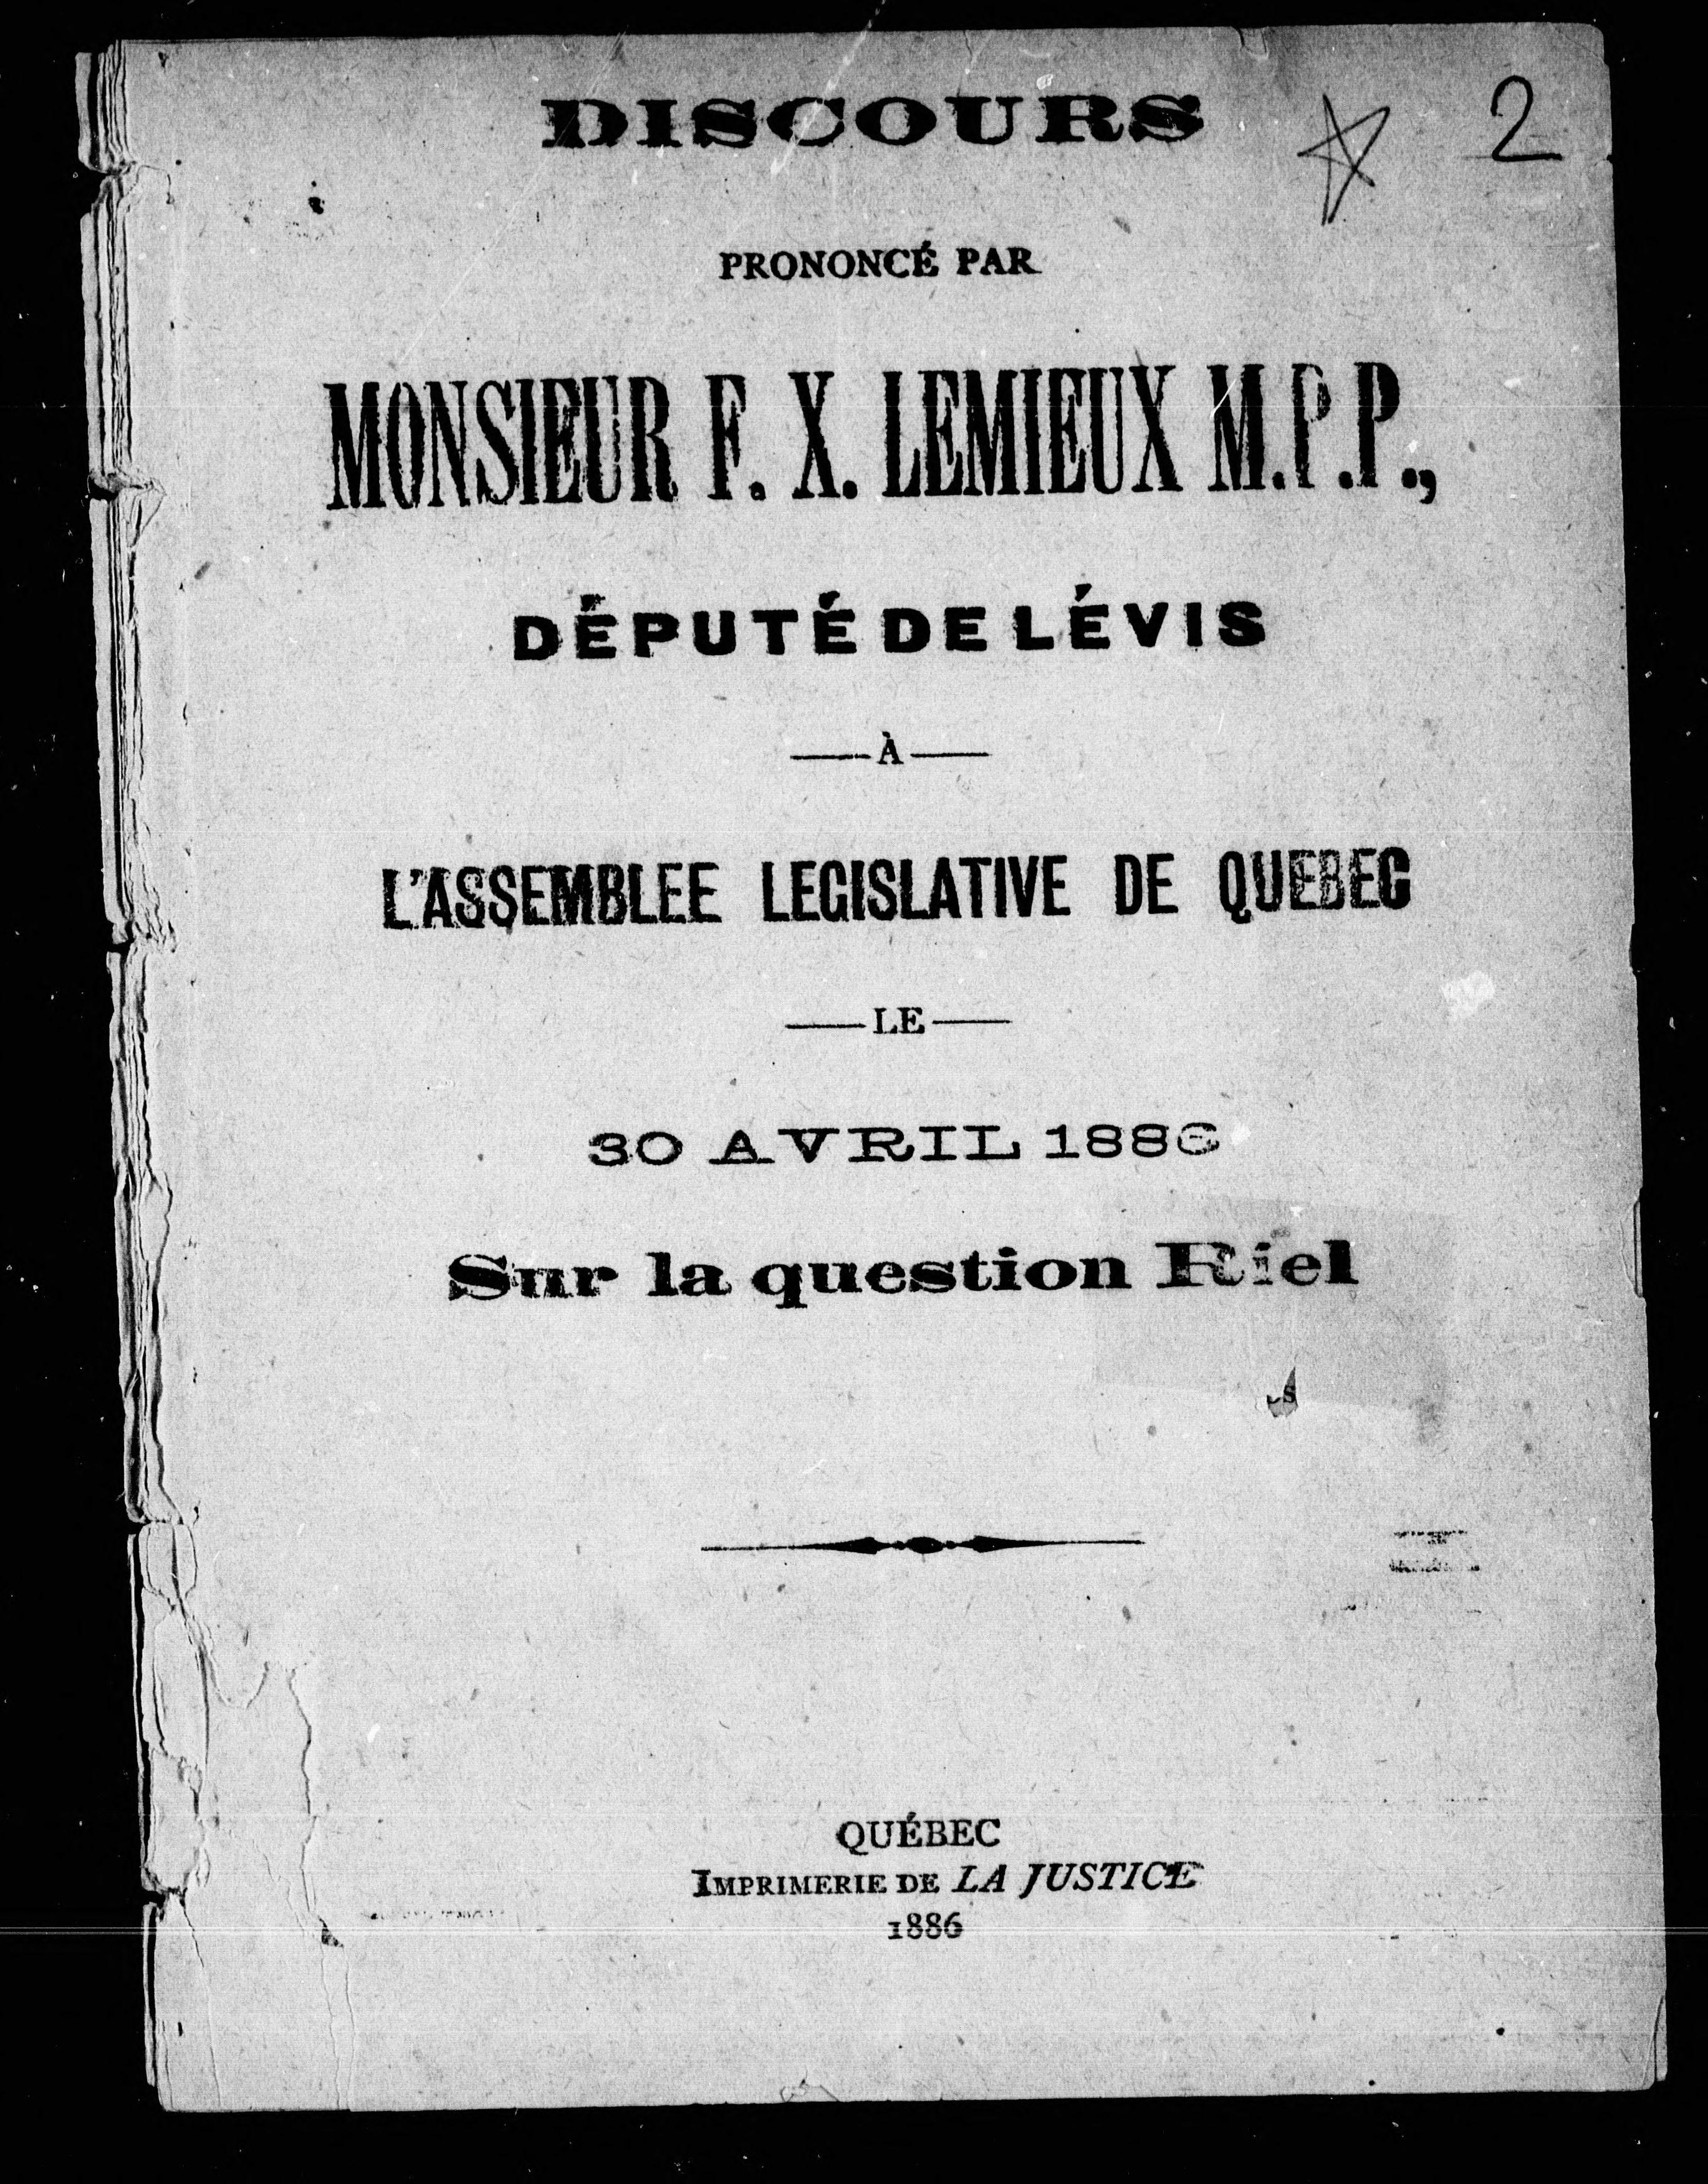 DISCOURS
2
PRONONCÉ PAR
MONSIEUR F. X. LEMIEUX M.P.P.,
DÉPUTÉ DE LÉVIS
—À—
L'ASSEMBLEE LEGISLATIVE DE QUEBEC
—LE—
30 AVRIL 1886
Sur la question Riel
QUÉBEC
IMPRIMERIE DE LA JUSTICE
1886